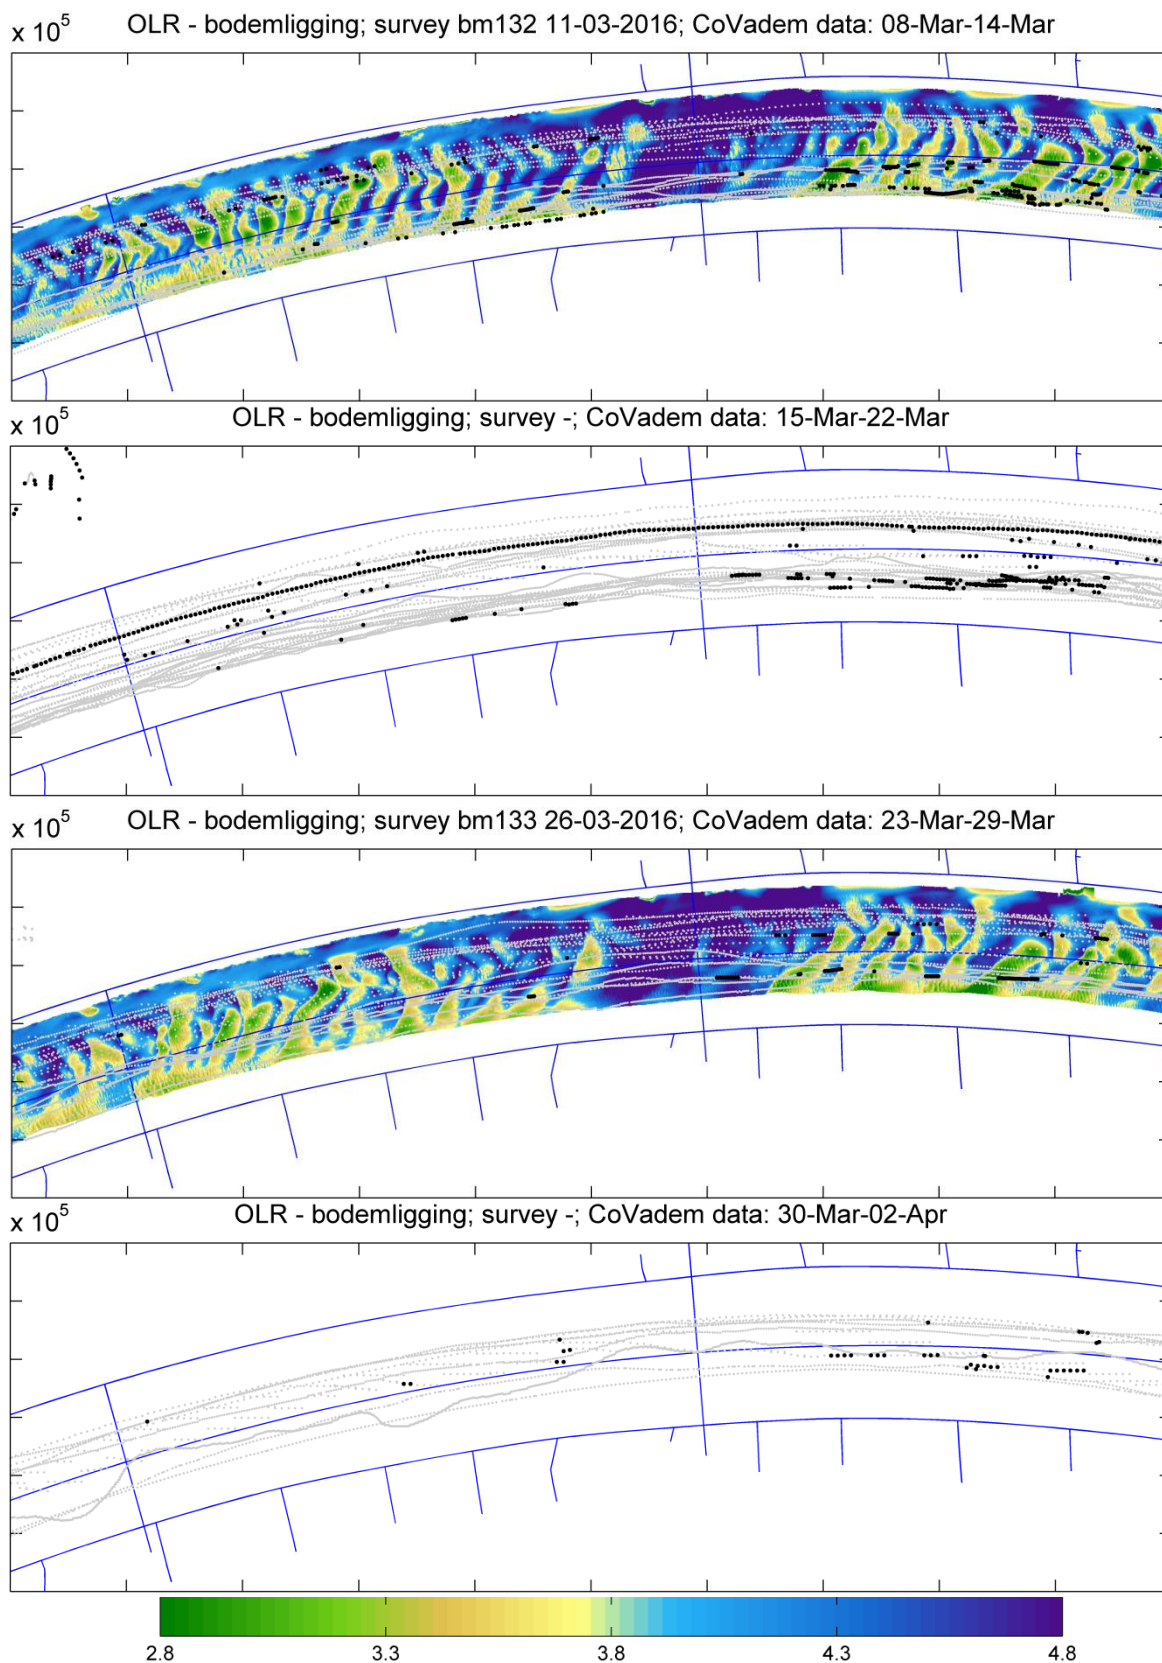 x 10^5
OLR - bodemligging; survey bm132 11-03-2016; CoVadem data: 08-Mar-14-Mar
x 10^5
OLR - bodemligging; survey -; CoVadem data: 15-Mar-22-Mar
x 10^5
OLR - bodemligging; survey bm133 26-03-2016; CoVadem data: 23-Mar-29-Mar
x 10^5
OLR - bodemligging; survey -; CoVadem data: 30-Mar-02-Apr
2.8 3.3 3.8 4.3 4.8